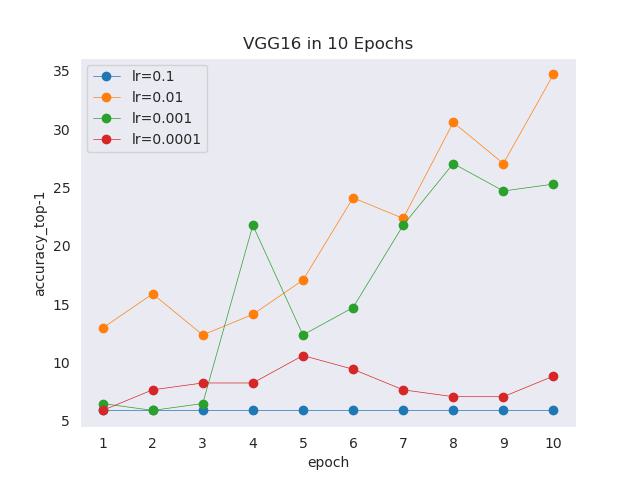 VGG16 in 10 Epochs
lr=0.1
lr=0.01
lr=0.001
lr=0.0001
35
30
25
20
15
10
5
accuracy_top-1
1 2 3 4 5 6 7 8 9 10
epoch